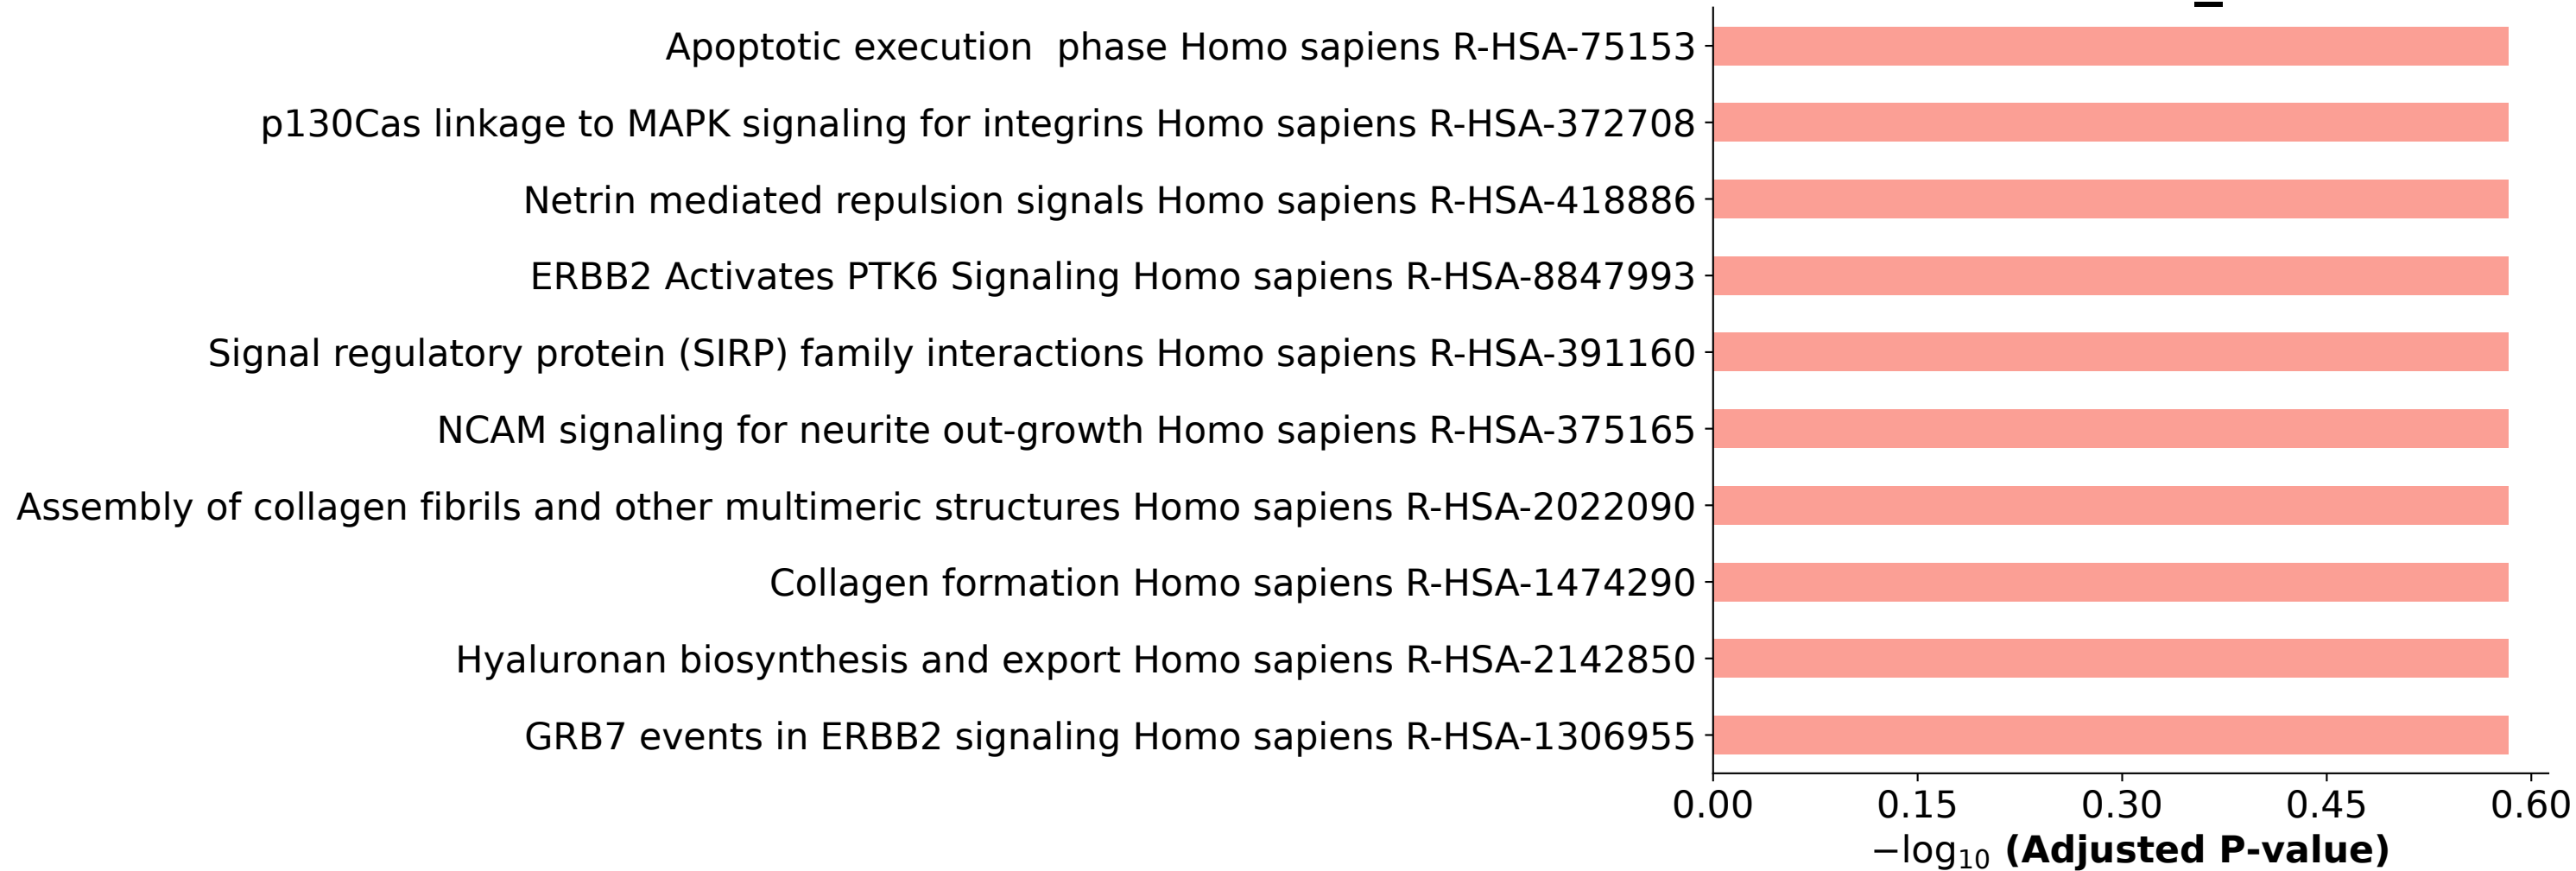 Apoptotic execution  phase Homo sapiens R-HSA-75153
p130Cas linkage to MAPK signaling for integrins Homo sapiens R-HSA-372708
Netrin mediated repulsion signals Homo sapiens R-HSA-418886
ERBB2 Activates PTK6 Signaling Homo sapiens R-HSA-8847993
Signal regulatory protein (SIRP) family interactions Homo sapiens R-HSA-391160
NCAM signaling for neurite out-growth Homo sapiens R-HSA-375165
Assembly of collagen fibrils and other multimeric structures Homo sapiens R-HSA-2022090
Collagen formation Homo sapiens R-HSA-1474290
Hyaluronan biosynthesis and export Homo sapiens R-HSA-2142850
GRB7 events in ERBB2 signaling Homo sapiens R-HSA-1306955
0.00 0.15 0.30 0.45 0.60
−log₁₀ (Adjusted P-value)